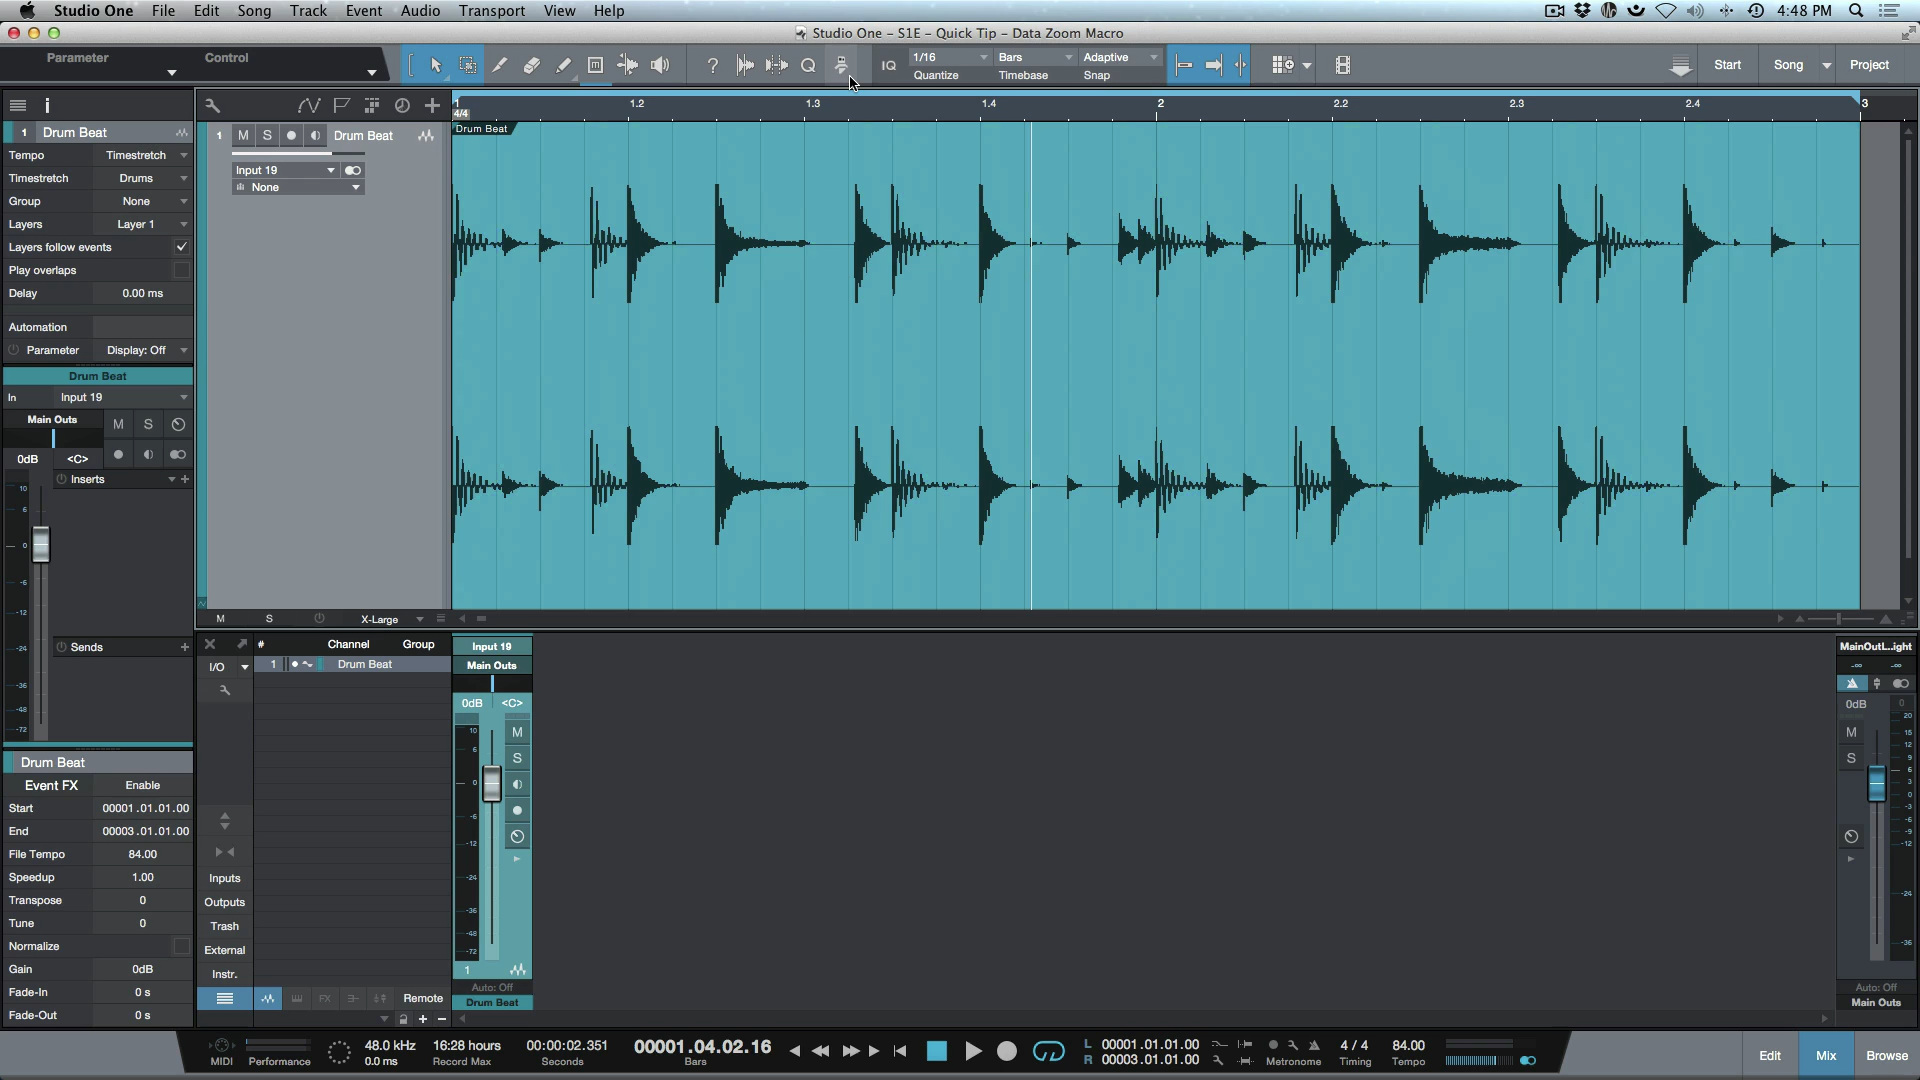 Studio One File Edit Song Track Event Audio Transport View Help 4:48 PM
Studio One - S1E - Quick Tip - Data Zoom Macro
Parameter Control
? Q IQ 1/16 Bars Adaptive Start Song Project
Quantize Timebase Snap
i 1 1.2 1.3 1.4 2 2.2 2.3 2.4 3
4/4
1 Drum Beat
1 M S Drum Beat
Drum Beat
Tempo Timestretch
Timestretch Drums
Group None
Layers Layer 1
Layers follow events
Play overlaps
Delay 0.00 ms
Automation
Parameter Display: Off
Input 19
None
Drum Beat
In Input 19
Main Outs M S
0dB <C>
Inserts
10
6
0
-6
-12
-24
-36
-48
-72
Sends
M S X-Large
# Channel Group
I/O 1 Drum Beat
Inputs
Outputs
Trash
External
Instr.
Remote
Input 19
Main Outs
0dB <C>
M
S
10
6
0
-6
-12
-24
-36
-48
-72
1
Auto: Off
Drum Beat
MainOutL...ight
-∞ -∞
0dB 0
M
S
20
15
12
9
6
3
0
-3
-6
-9
-12
-24
-36
Auto: Off
Main Outs
Drum Beat
Event FX Enable
Start 00001.01.01.00
End 00003.01.01.00
File Tempo 84.00
Speedup 1.00
Transpose 0
Tune 0
Normalize
Gain 0dB
Fade-In 0 s
Fade-Out 0 s
MIDI Performance
48.0 kHz
0.0 ms
16:28 hours
Record Max
00:00:02.351
Seconds
00001.04.02.16
Bars
L 00001.01.01.00
R 00003.01.01.00
Metronome
4 / 4
Timing
84.00
Tempo
Edit Mix Browse